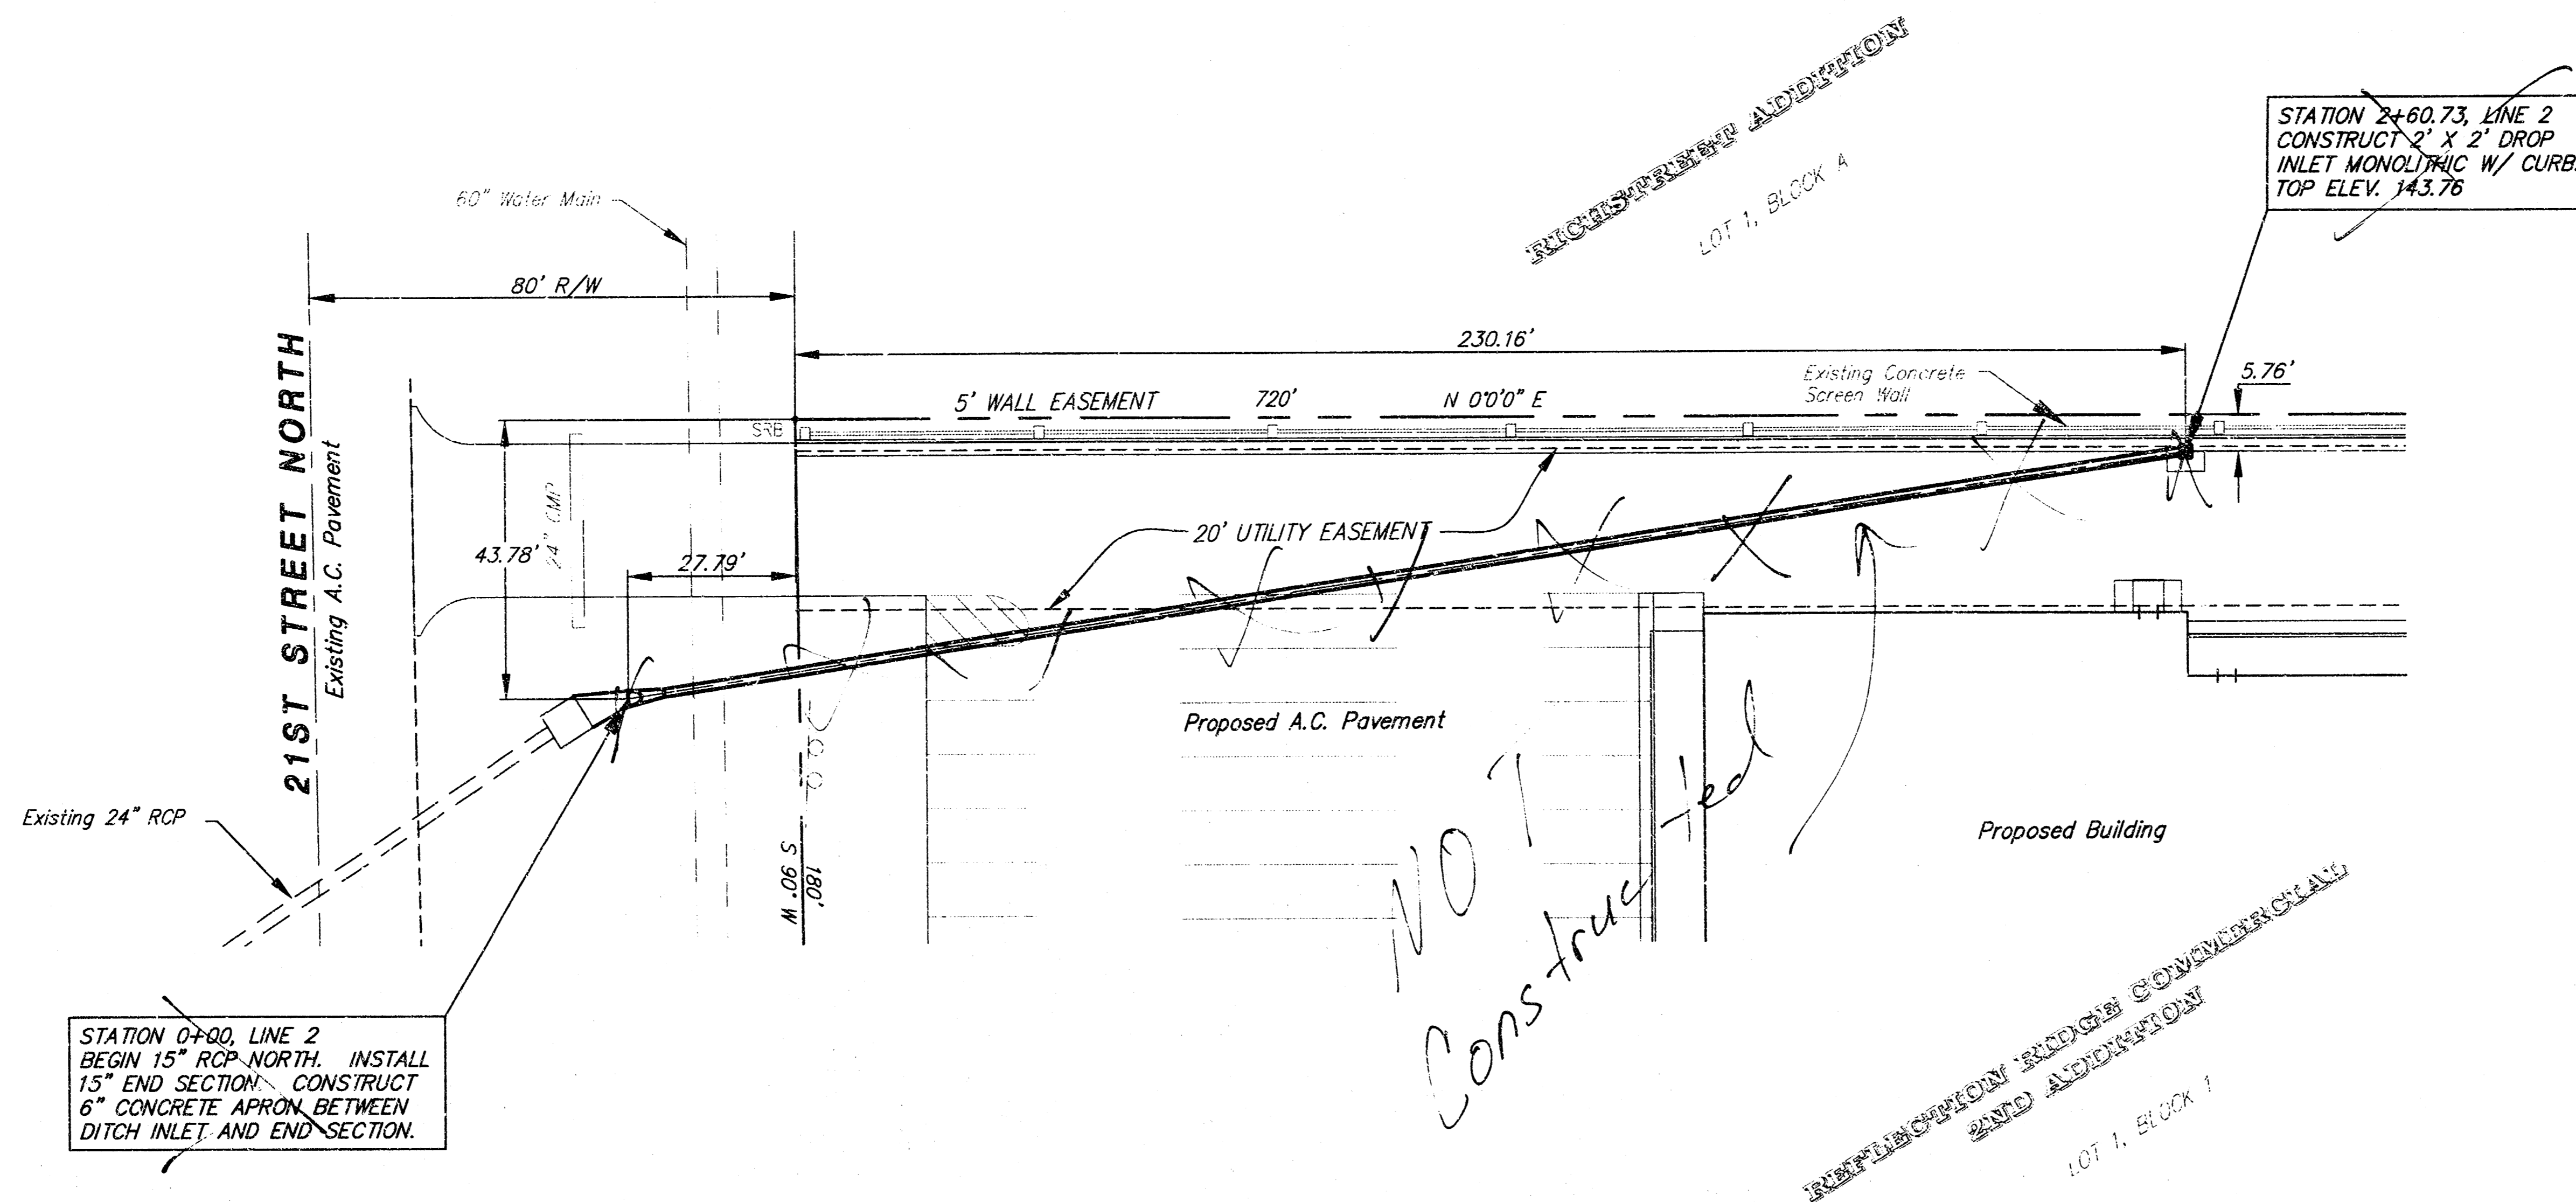 RICHSTREET ADDITION
LOT 1, BLOCK A
STATION 2+60.73, LINE 2
CONSTRUCT 2' X 2' DROP
INLET MONOLITHIC W/ CURB.
TOP ELEV. 143.76
60" Water Main
80' R/W
230.16'
5.76'
Existing Concrete
Screen Wall
5' WALL EASEMENT 720' N 0'0'0" E
SRB
21ST STREET NORTH
Existing A.C. Pavement
24" CMP
43.78'
27.79'
20' UTILITY EASEMENT
Proposed A.C. Pavement
Existing 24" RCP
S 90° W
180'
NOT
Constructed
Proposed Building
STATION 0+00, LINE 2
BEGIN 15" RCP NORTH. INSTALL
15" END SECTION. CONSTRUCT
6" CONCRETE APRON BETWEEN
DITCH INLET AND END SECTION.
REFLECTION RIDGE COMMERCIAL
2ND ADDITION
LOT 1, BLOCK 1